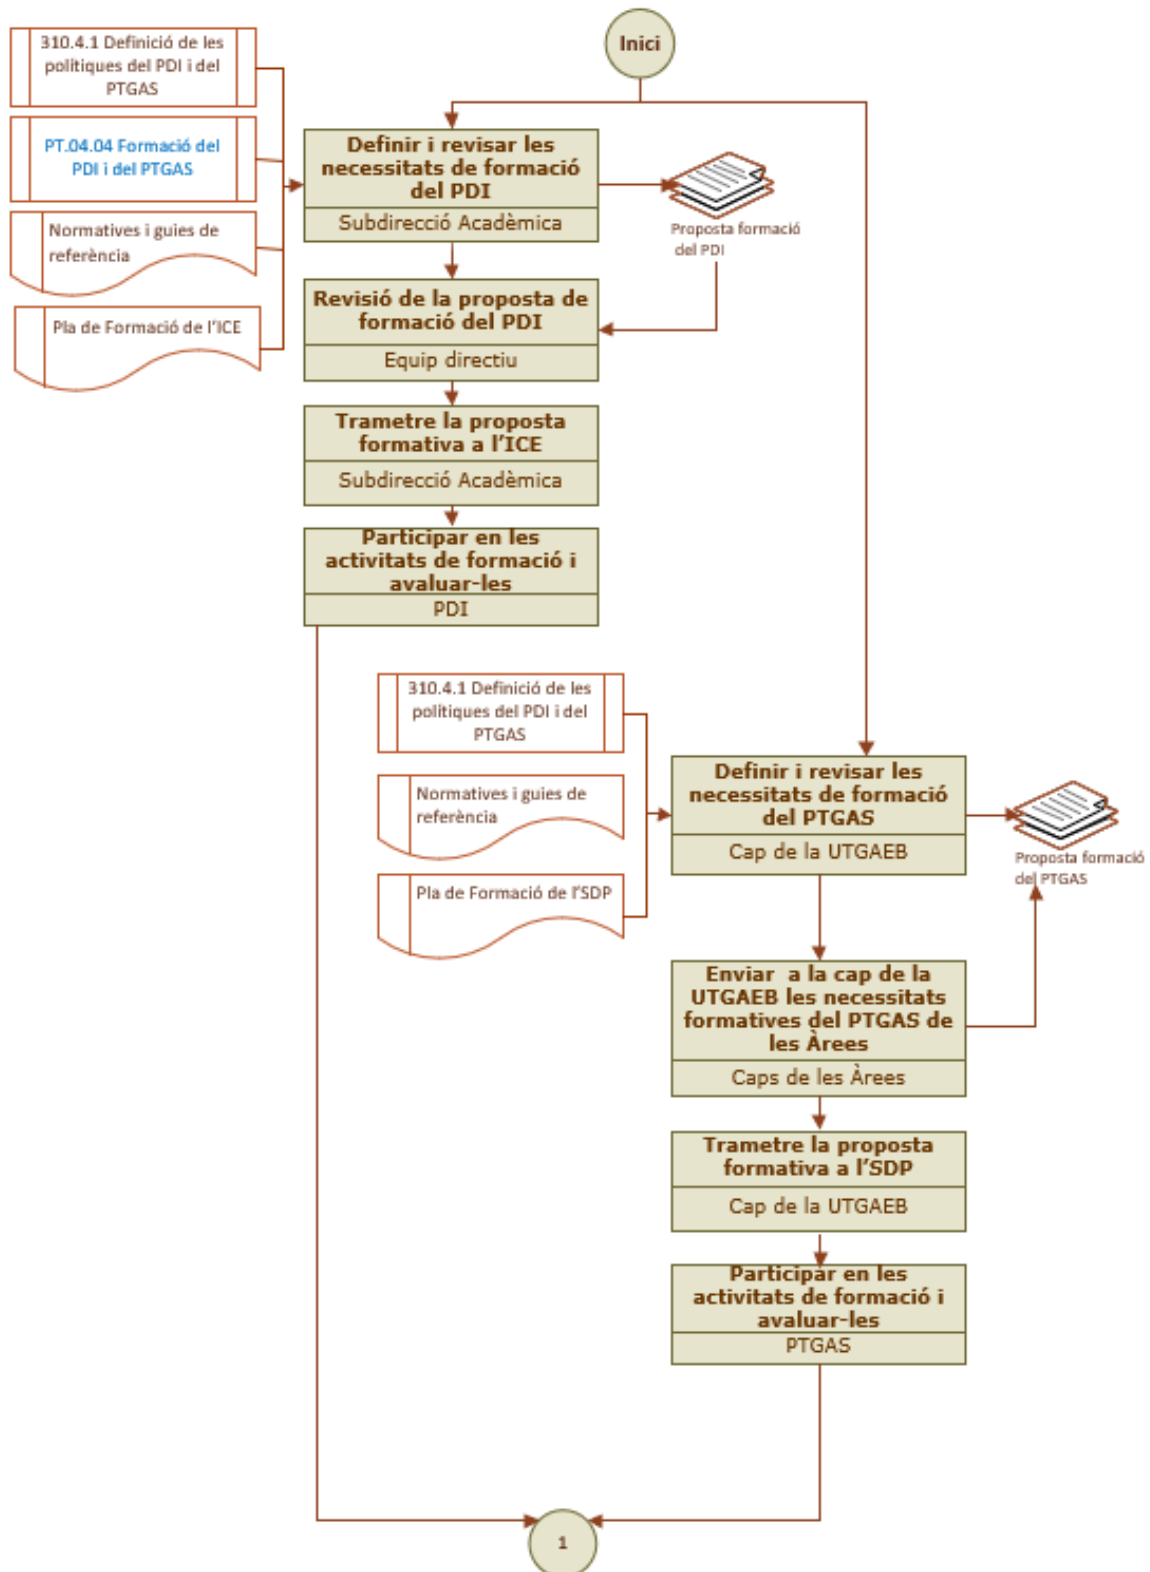 Inici
310.4.1 Definició de les
polítiques del PDI i del
PTGAS
PT.04.04 Formació del
PDI i del PTGAS
Normatives i guies de
referència
Pla de Formació de l'ICE
Definir i revisar les
necessitats de formació
del PDI
Subdirecció Acadèmica
Proposta formació
del PDI
Revisió de la proposta de
formació del PDI
Equip directiu
Trametre la proposta
formativa a l'ICE
Subdirecció Acadèmica
Participar en les
activitats de formació i
avaluar-les
PDI
310.4.1 Definició de les
polítiques del PDI i del
PTGAS
Normatives i guies de
referència
Pla de Formació de l'SDP
Definir i revisar les
necessitats de formació
del PTGAS
Cap de la UTGAEB
Proposta formació
del PTGAS
Enviar  a la cap de la
UTGAEB les necessitats
formatives del PTGAS de
les Àrees
Caps de les Àrees
Trametre la proposta
formativa a l'SDP
Cap de la UTGAEB
Participar en les
activitats de formació i
avaluar-les
PTGAS
1